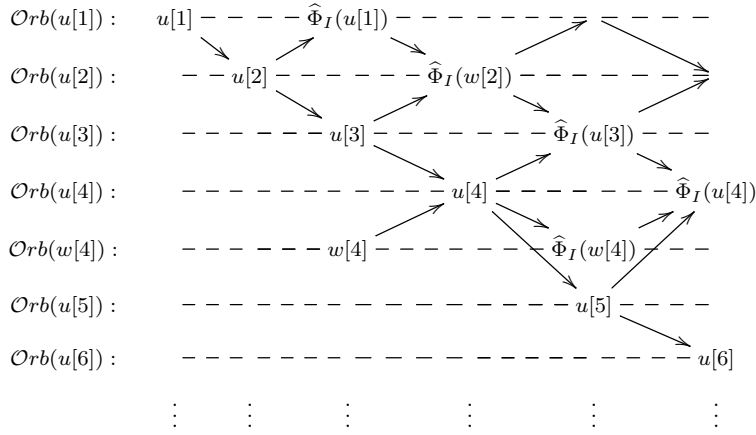 𝒪rb(u[1]) : u[1] Φ̂_I(u[1])
𝒪rb(u[2]) : u[2] Φ̂_I(w[2])
𝒪rb(u[3]) : u[3] Φ̂_I(u[3])
𝒪rb(u[4]) : u[4] Φ̂_I(u[4])
𝒪rb(w[4]) : w[4] Φ̂_I(w[4])
𝒪rb(u[5]) : u[5]
𝒪rb(u[6]) : u[6]
⋮ ⋮ ⋮ ⋮ ⋮ ⋮